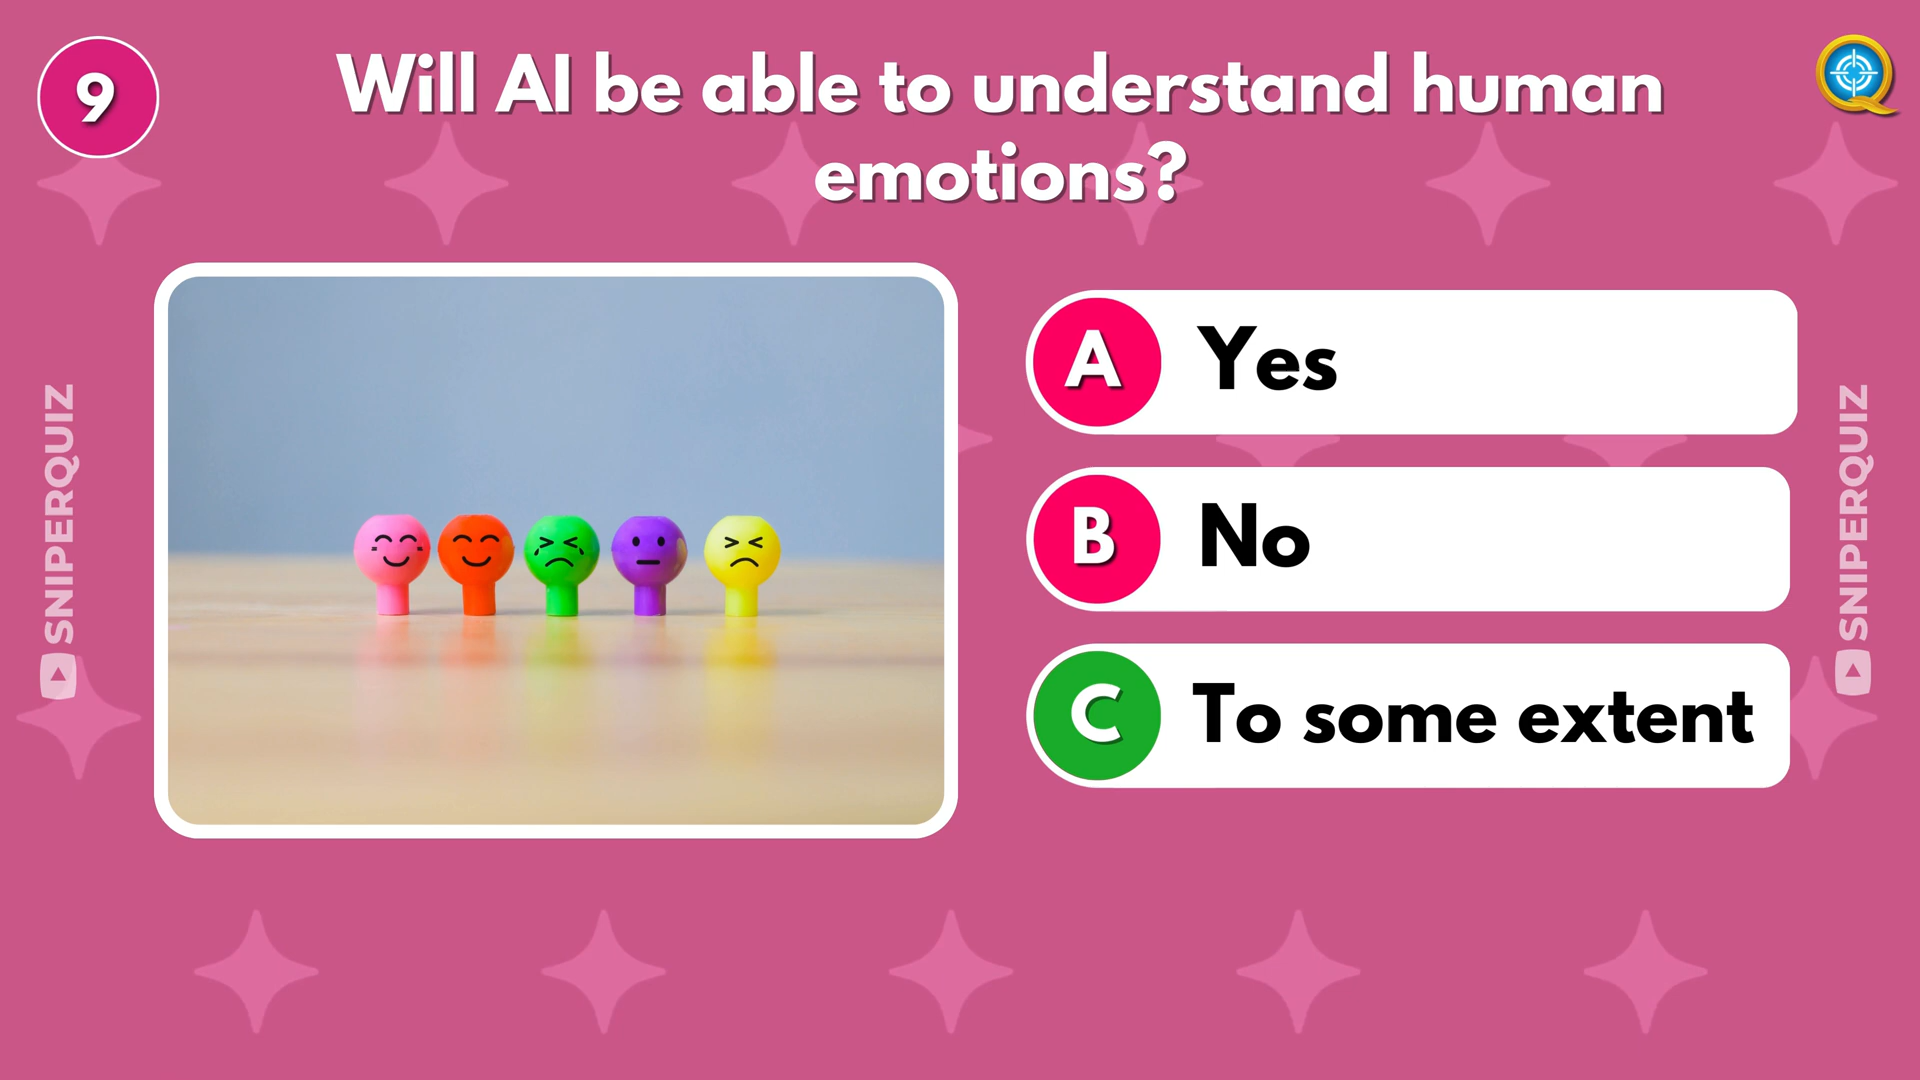 9
Will AI be able to understand human
emotions?
A Yes
B No
C To some extent
SNIPERQUIZ
SNIPERQUIZ